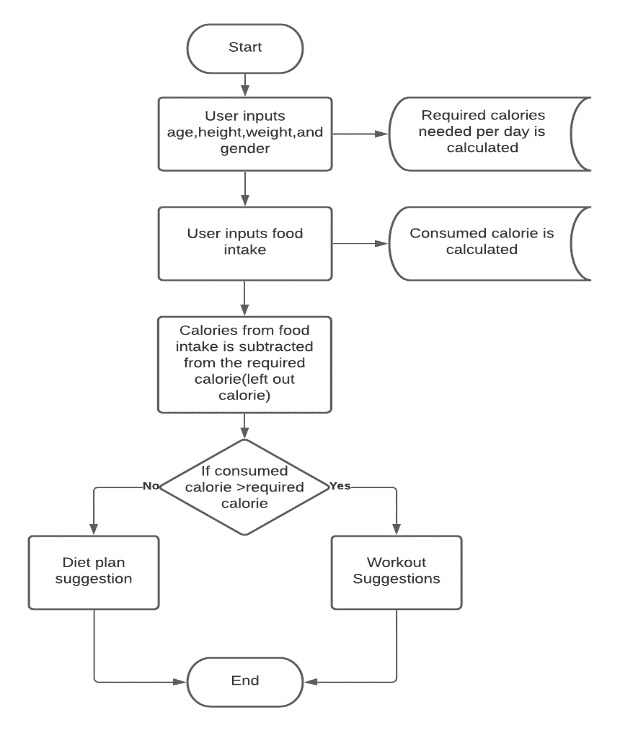 Start
User inputs
age,height,weight,and
gender
Required calories
needed per day is
calculated
User inputs food
intake
Consumed calorie is
calculated
Calories from food
intake is subtracted
from the required
calorie(left out
calorie)
If consumed
calorie >required
calorie
No
Yes
Diet plan
suggestion
Workout
Suggestions
End